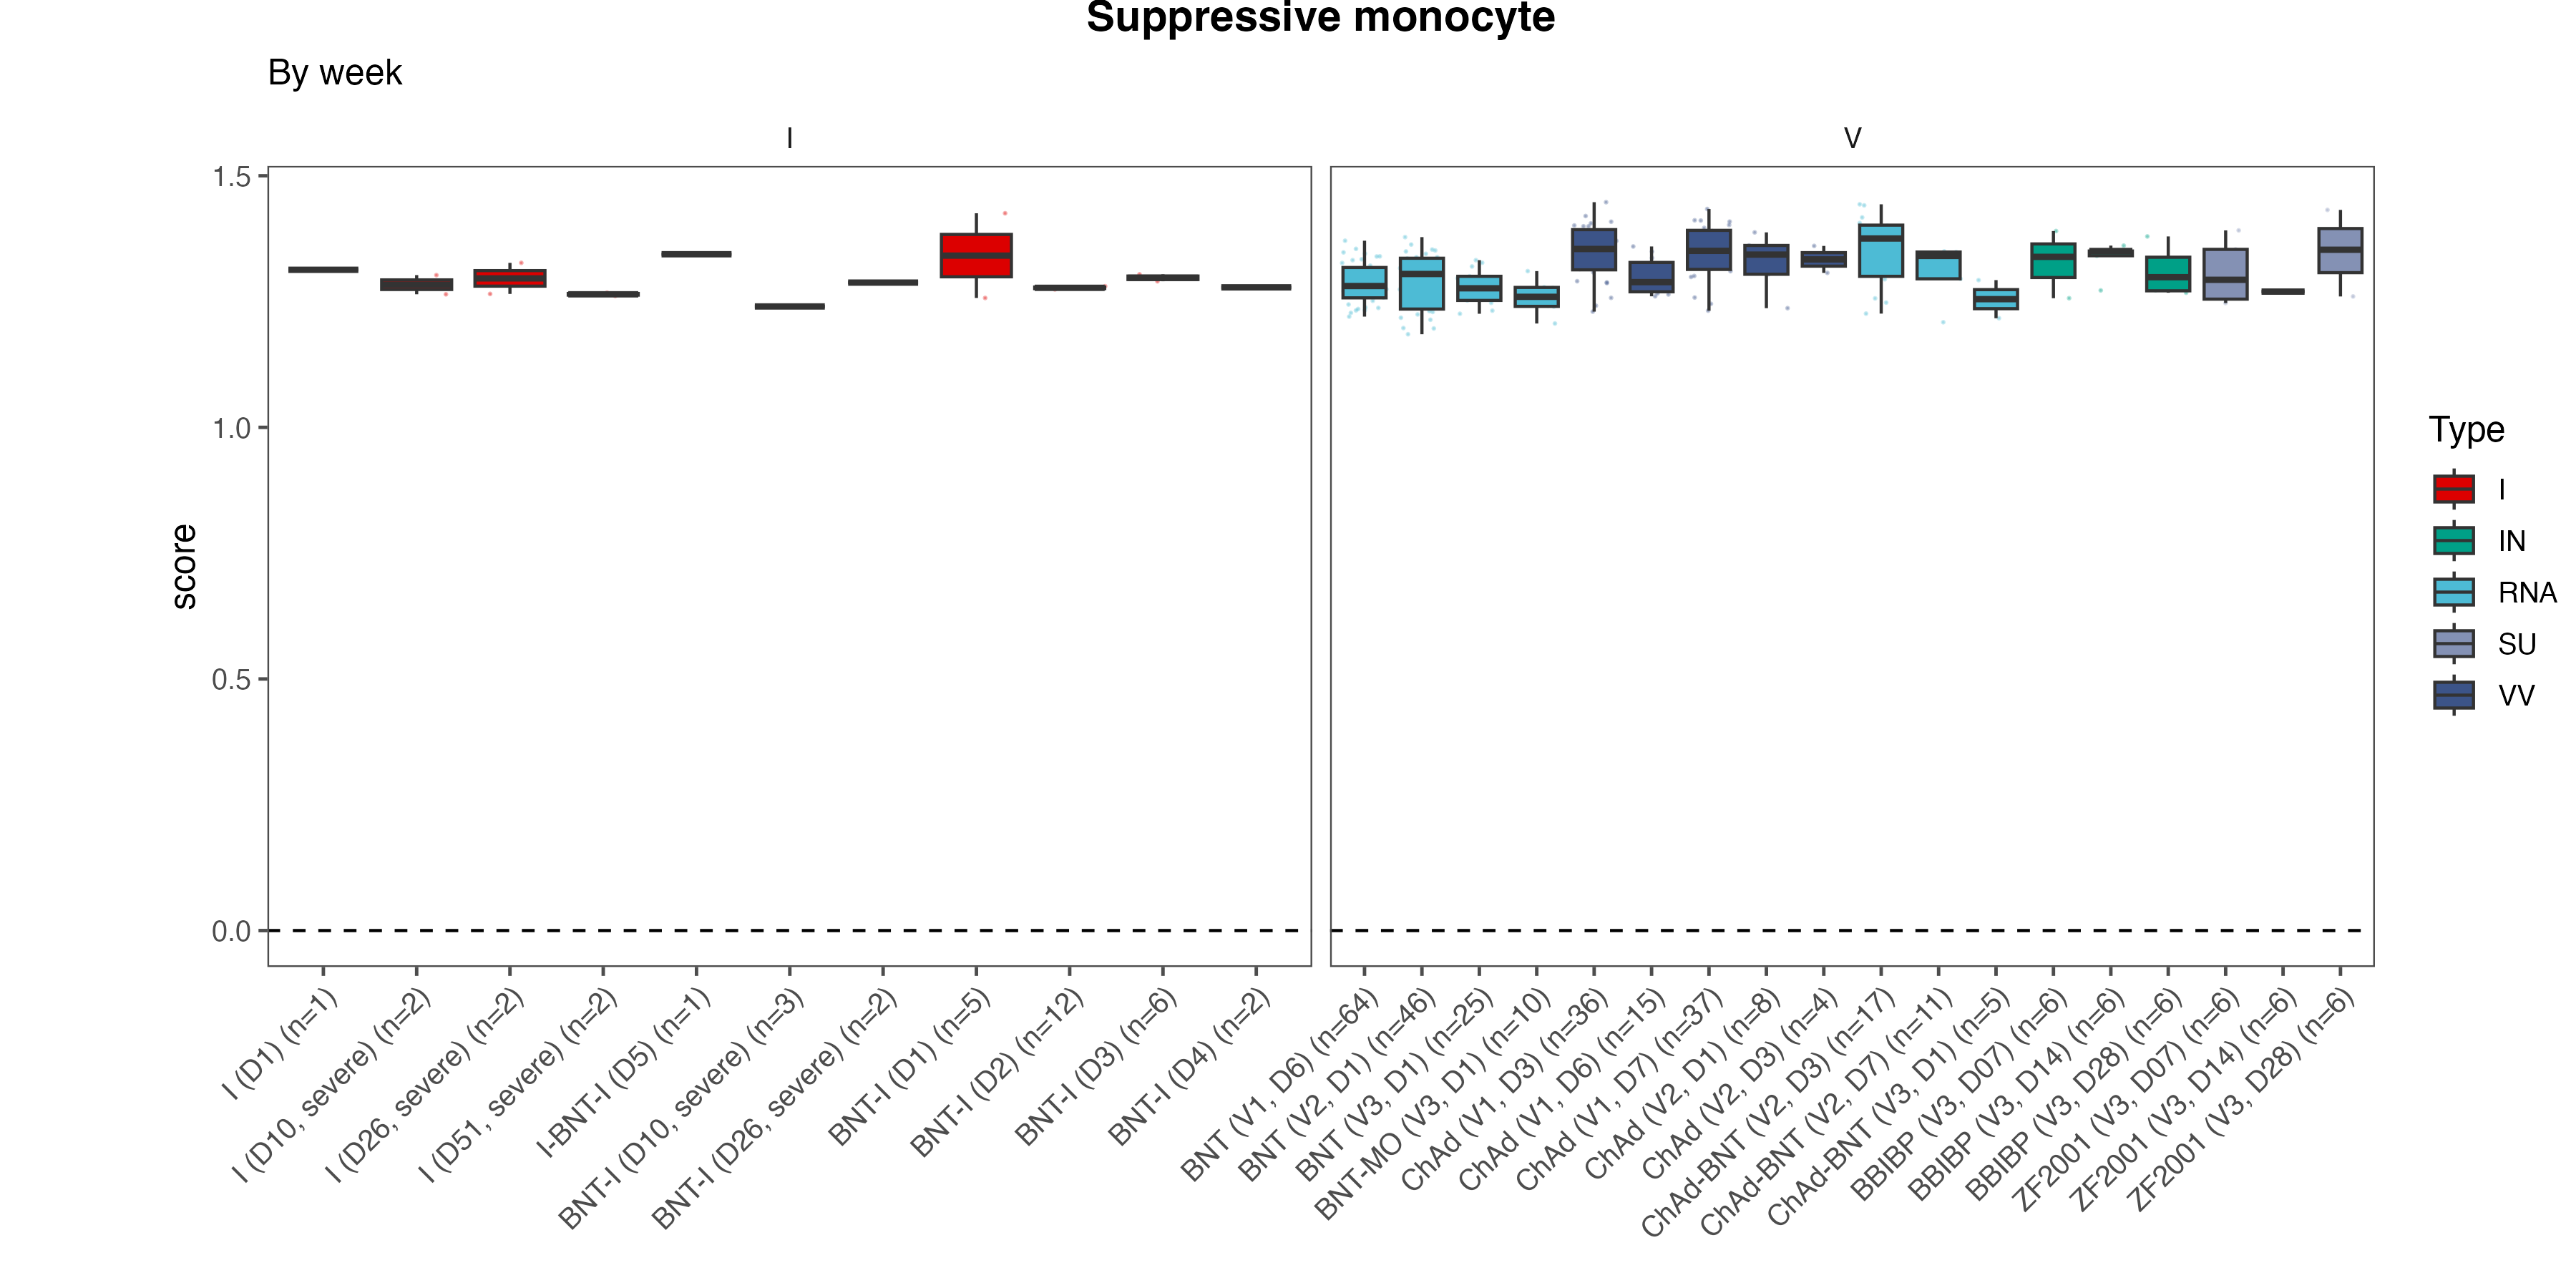 Suppressive monocyte
By week
I
V
score
1.5
1.0
0.5
0.0
I (D1) (n=1)
I (D10, severe) (n=2)
I (D26, severe) (n=2)
I (D51, severe) (n=2)
I-BNT-I (D5) (n=1)
BNT-I (D10, severe) (n=3)
BNT-I (D26, severe) (n=2)
BNT-I (D1) (n=5)
BNT-I (D2) (n=12)
BNT-I (D3) (n=6)
BNT-I (D4) (n=2)
BNT (V1, D6) (n=64)
BNT (V2, D1) (n=46)
BNT (V3, D1) (n=25)
BNT-MO (V3, D1) (n=10)
ChAd (V1, D3) (n=36)
ChAd (V1, D6) (n=15)
ChAd (V1, D7) (n=37)
ChAd (V2, D1) (n=8)
ChAd (V2, D3) (n=4)
ChAd-BNT (V2, D3) (n=17)
ChAd-BNT (V2, D7) (n=11)
ChAd-BNT (V3, D1) (n=5)
BBIBP (V3, D07) (n=6)
BBIBP (V3, D14) (n=6)
BBIBP (V3, D28) (n=6)
ZF2001 (V3, D07) (n=6)
ZF2001 (V3, D14) (n=6)
ZF2001 (V3, D28) (n=6)
Type
I
IN
RNA
SU
VV